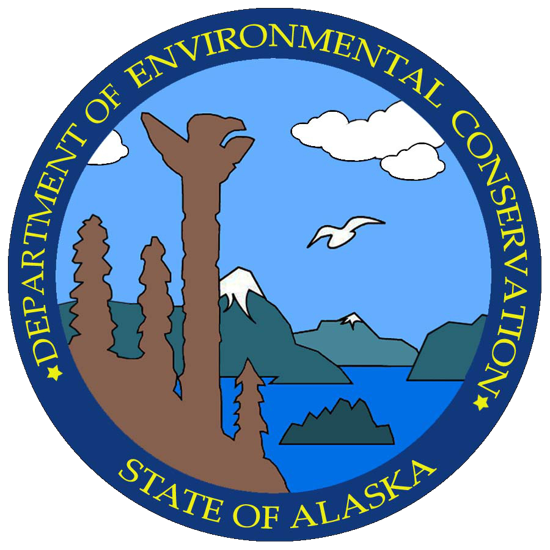 DEPARTMENT OF ENVIRONMENTAL CONSERVATION
STATE OF ALASKA